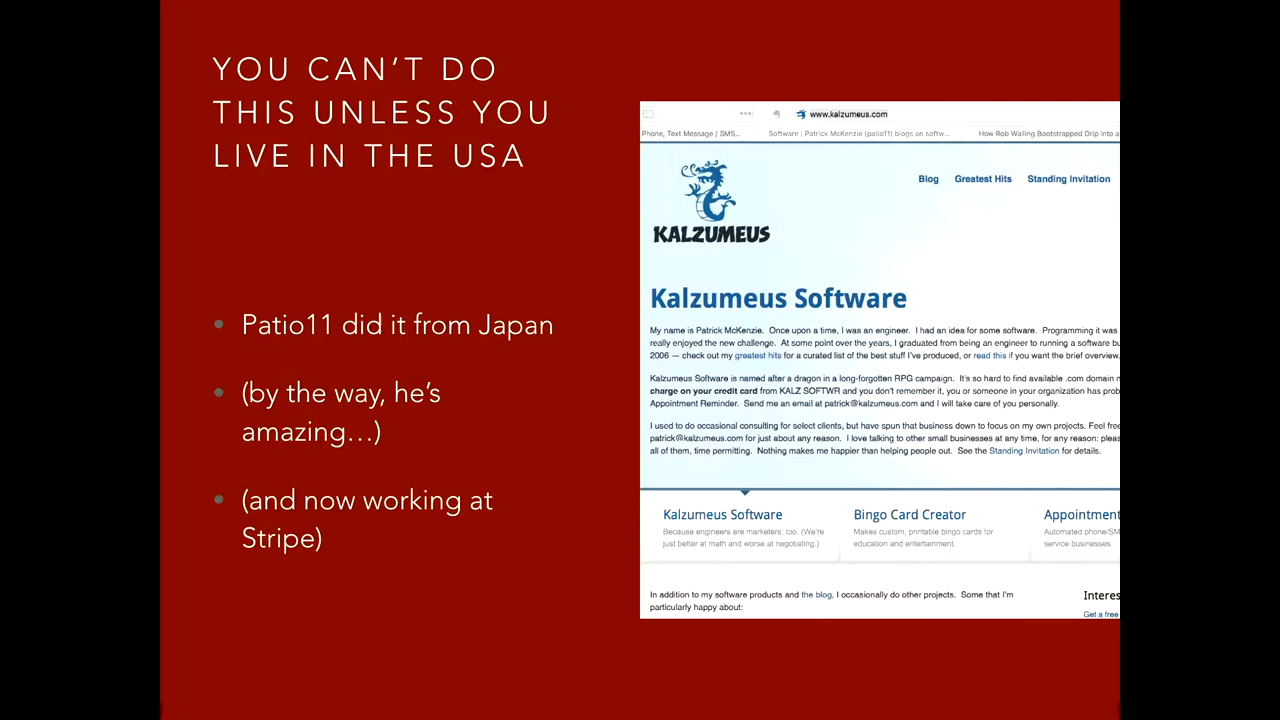 YOU CAN'T DO
THIS UNLESS YOU
LIVE IN THE USA
• Patio11 did it from Japan
• (by the way, he's
amazing...)
• (and now working at
Stripe)
www.kalzumeus.com
Phone, Text Message / SMS...
Software | Patrick McKenzie (patio11) blogs on softw...
How Rob Walling Bootstrapped Drip into a
KALZUMEUS
Blog
Greatest Hits
Standing Invitation
Kalzumeus Software
My name is Patrick McKenzie. Once upon a time, I was an engineer. I had an idea for some software. Programming it was
really enjoyed the new challenge. At some point over the years, I graduated from being an engineer to running a software bu
2006 — check out my greatest hits for a curated list of the best stuff I've produced, or read this if you want the brief overview.
Kalzumeus Software is named after a dragon in a long-forgotten RPG campaign. It's so hard to find available .com domain n
charge on your credit card from KALZ SOFTWR and you don't remember it, you or someone in your organization has prob
Appointment Reminder. Send me an email at patrick@kalzumeus.com and I will take care of you personally.
I used to do occasional consulting for select clients, but have spun that business down to focus on my own projects. Feel free
patrick@kalzumeus.com for just about any reason. I love talking to other small businesses at any time, for any reason: pleas
all of them, time permitting. Nothing makes me happier than helping people out. See the Standing Invitation for details.
Kalzumeus Software
Because engineers are marketers, too. (We're
just better at math and worse at negotiating.)
Bingo Card Creator
Makes custom, printable bingo cards for
education and entertainment.
Appointment
Automated phone/SM
service businesses.
In addition to my software products and the blog, I occasionally do other projects. Some that I'm
particularly happy about:
Interes
Get a free